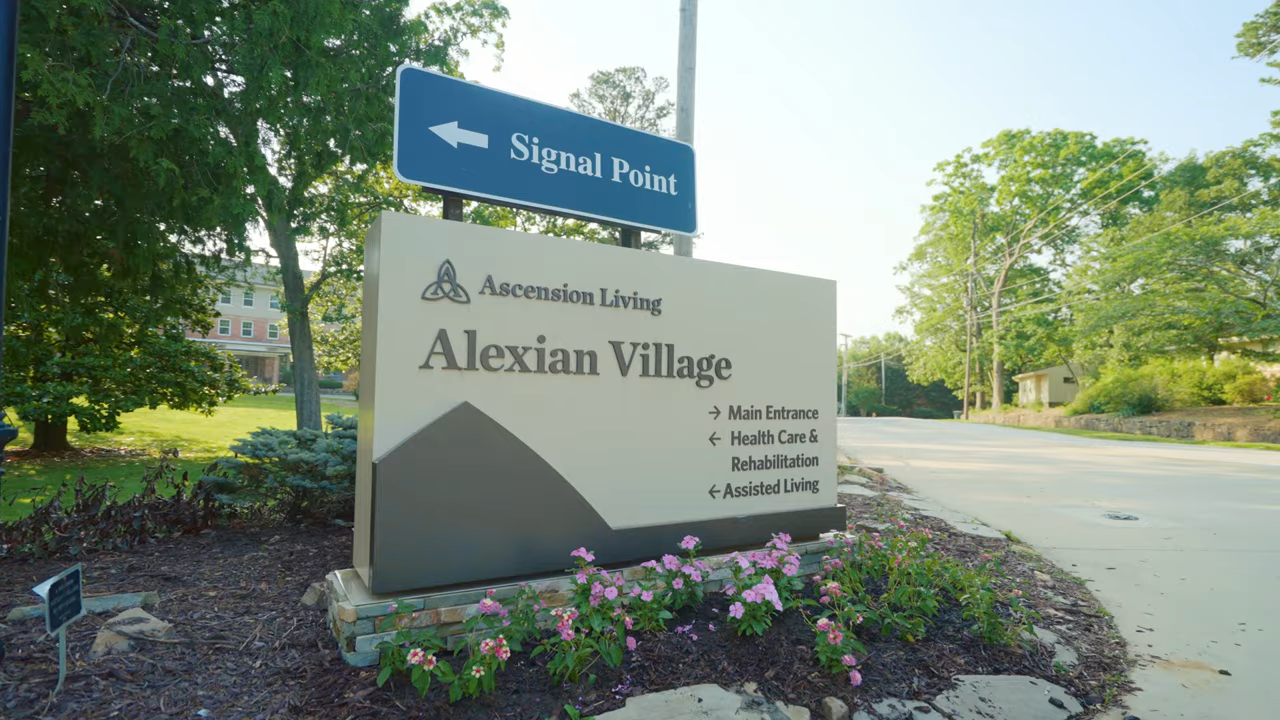 ← Signal Point
Ascension Living
Alexian Village
→ Main Entrance
← Health Care &
Rehabilitation
← Assisted Living